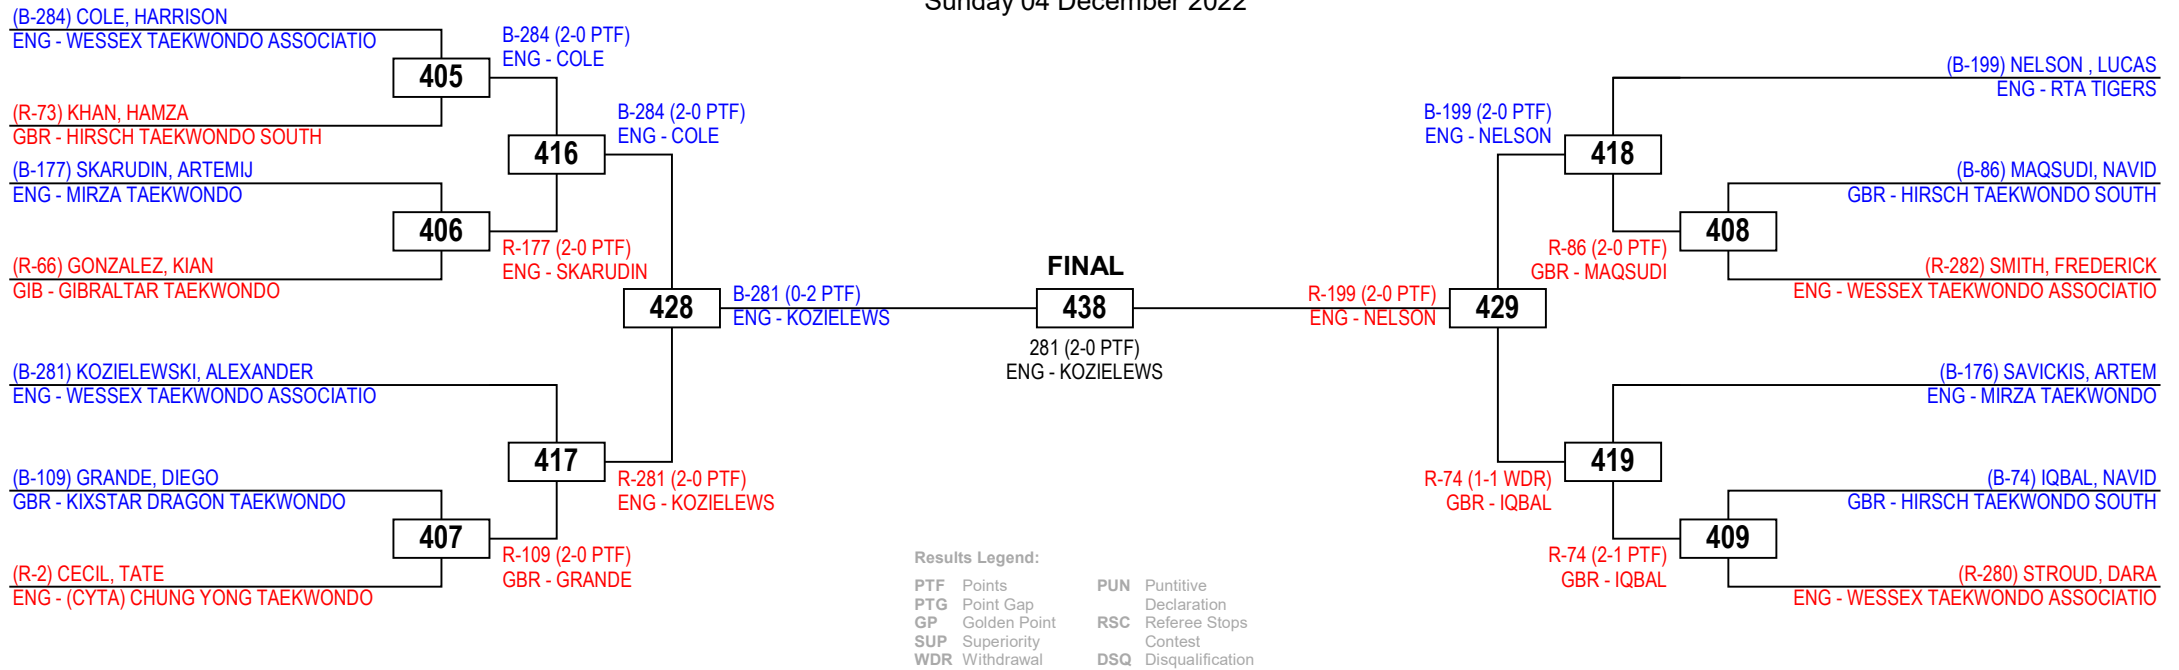 Sunday 04 December 2022
(B-284) COLE, HARRISON
ENG - WESSEX TAEKWONDO ASSOCIATIO
405
(R-73) KHAN, HAMZA
GBR - HIRSCH TAEKWONDO SOUTH
(B-177) SKARUDIN, ARTEMIJ
ENG - MIRZA TAEKWONDO
406
(R-66) GONZALEZ, KIAN
GIB - GIBRALTAR TAEKWONDO
(B-281) KOZIELEWSKI, ALEXANDER
ENG - WESSEX TAEKWONDO ASSOCIATIO
(B-109) GRANDE, DIEGO
GBR - KIXSTAR DRAGON TAEKWONDO
407
(R-2) CECIL, TATE
ENG - (CYTA) CHUNG YONG TAEKWONDO
B-284 (2-0 PTF)
ENG - COLE
416
R-177 (2-0 PTF)
ENG - SKARUDIN
417
R-109 (2-0 PTF)
GBR - GRANDE
B-284 (2-0 PTF)
ENG - COLE
428
R-281 (2-0 PTF)
ENG - KOZIELEWS
B-281 (0-2 PTF)
ENG - KOZIELEWS
FINAL
438
281 (2-0 PTF)
ENG - KOZIELEWS
R-199 (2-0 PTF)
ENG - NELSON
429
B-199 (2-0 PTF)
ENG - NELSON
418
R-86 (2-0 PTF)
GBR - MAQSUDI
R-74 (1-1 WDR)
GBR - IQBAL
419
R-74 (2-1 PTF)
GBR - IQBAL
(B-199) NELSON , LUCAS
ENG - RTA TIGERS
(B-86) MAQSUDI, NAVID
GBR - HIRSCH TAEKWONDO SOUTH
408
(R-282) SMITH, FREDERICK
ENG - WESSEX TAEKWONDO ASSOCIATIO
(B-176) SAVICKIS, ARTEM
ENG - MIRZA TAEKWONDO
(B-74) IQBAL, NAVID
GBR - HIRSCH TAEKWONDO SOUTH
409
(R-280) STROUD, DARA
ENG - WESSEX TAEKWONDO ASSOCIATIO
Results Legend:
PTF Points
PTG Point Gap
GP Golden Point
SUP Superiority
WDR Withdrawal
PUN Puntitive
Declaration
RSC Referee Stops
Contest
DSQ Disqualification